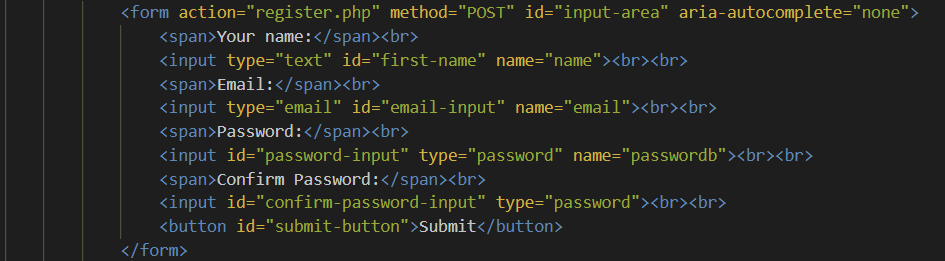 <form action="register.php" method="POST" id="input-area" aria-autocomplete="none">
<span>Your name:</span><br>
<input type="text" id="first-name" name="name"><br><br>
<span>Email:</span><br>
<input type="email" id="email-input" name="email"><br><br>
<span>Password:</span><br>
<input id="password-input" type="password" name="passwordb"><br><br>
<span>Confirm Password:</span><br>
<input id="confirm-password-input" type="password"><br><br>
<button id="submit-button">Submit</button>
</form>